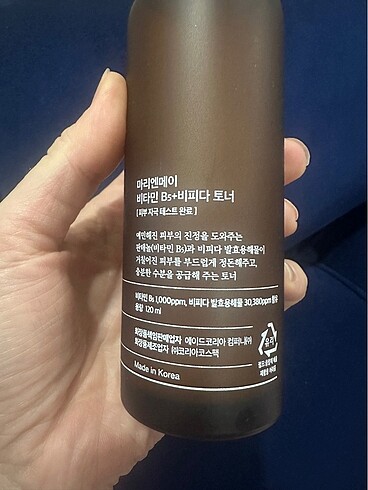 마리엔메이
비타민 B₅+비피다 토너
[ 피부 자극 테스트 완료 ]
예민해진 피부의 진정을 도와주는
판테놀(비타민 B₅)과 비피다 발효용해물이
거칠어진 피부를 부드럽게 정돈해주고,
충분한 수분을 공급해 주는 토너
비타민 B₅ 1,000ppm, 비피다 발효용해물 30,380ppm 함유
용량 120 ml
화장품책임판매업자 에이드코리아 컴퍼니㈜
화장품제조업자 ㈜코리아코스팩
Made in Korea
유리